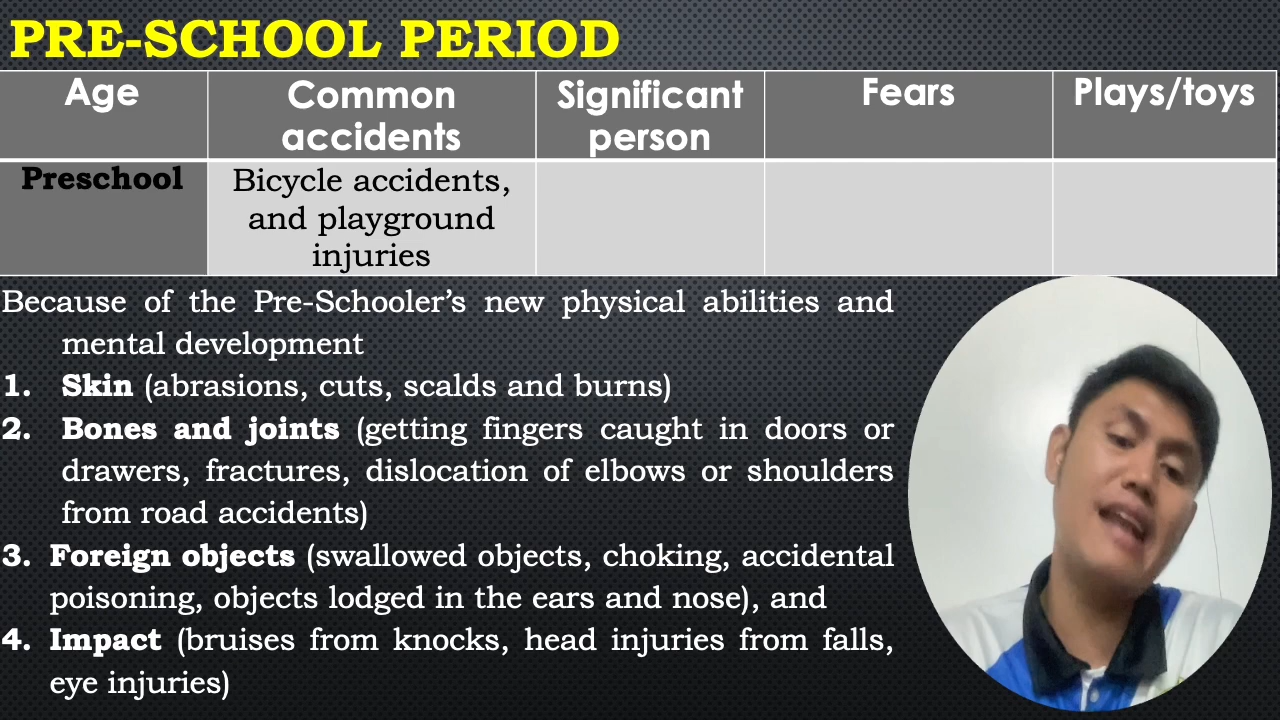 PRE-SCHOOL PERIOD
Age
Common
accidents
Significant
person
Fears
Plays/toys
Preschool
Bicycle accidents,
and playground
injuries
Because of the Pre-Schooler’s new physical abilities and
mental development
1. Skin (abrasions, cuts, scalds and burns)
2. Bones and joints (getting fingers caught in doors or
drawers, fractures, dislocation of elbows or shoulders
from road accidents)
3. Foreign objects (swallowed objects, choking, accidental
poisoning, objects lodged in the ears and nose), and
4. Impact (bruises from knocks, head injuries from falls,
eye injuries)